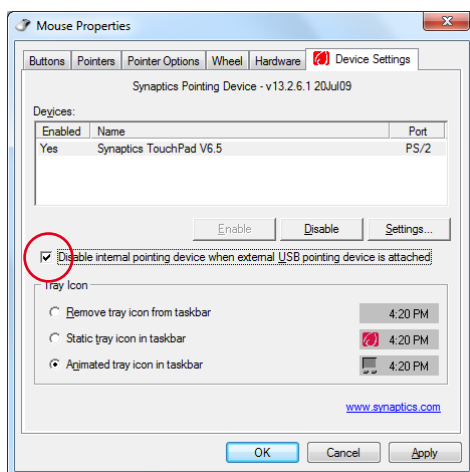 Mouse Properties
Buttons Pointers Pointer Options Wheel Hardware Device Settings
Synaptics Pointing Device - v13.2.6.1 20Jul09
Devices:
Enabled Name Port
Yes Synaptics TouchPad V6.5 PS/2
Enable Disable Settings...
Disable internal pointing device when external USB pointing device is attached
Tray Icon
Remove tray icon from taskbar 4:20 PM
Static tray icon in taskbar 4:20 PM
Animated tray icon in taskbar 4:20 PM
www.synaptics.com
OK Cancel Apply